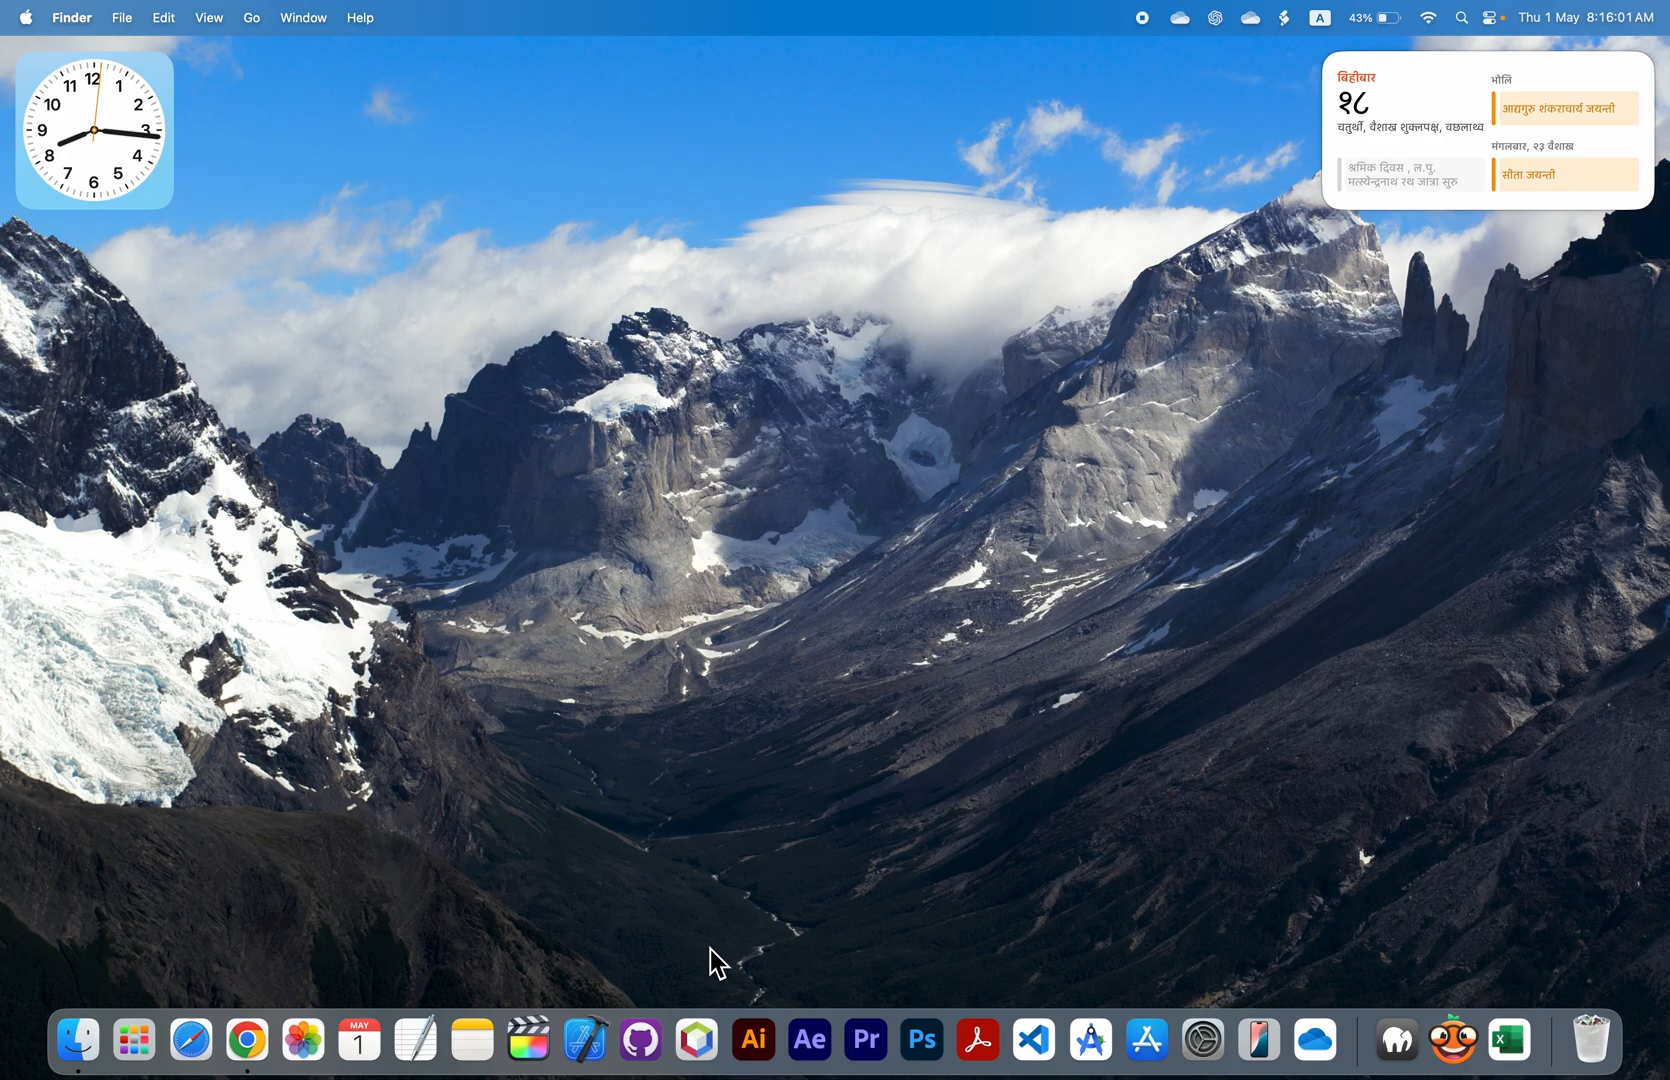 Finder File Edit View Go Window Help
A 43% Thu 1 May 8:16:01 AM
12
11 1
10 2
9 3
8 4
7 5
6
बिहीबार
१८
चतुर्थी, वैशाख शुक्लपक्ष, वछलाथ्व
श्रमिक दिवस , ल.पु.
मत्स्येन्द्रनाथ रथ जात्रा सुरु
भोलि
आद्यगुरु शंकराचार्य जयन्ती
मंगलबार, २३ वैशाख
सीता जयन्ती
MAY
1
Ai Ae Pr Ps
X